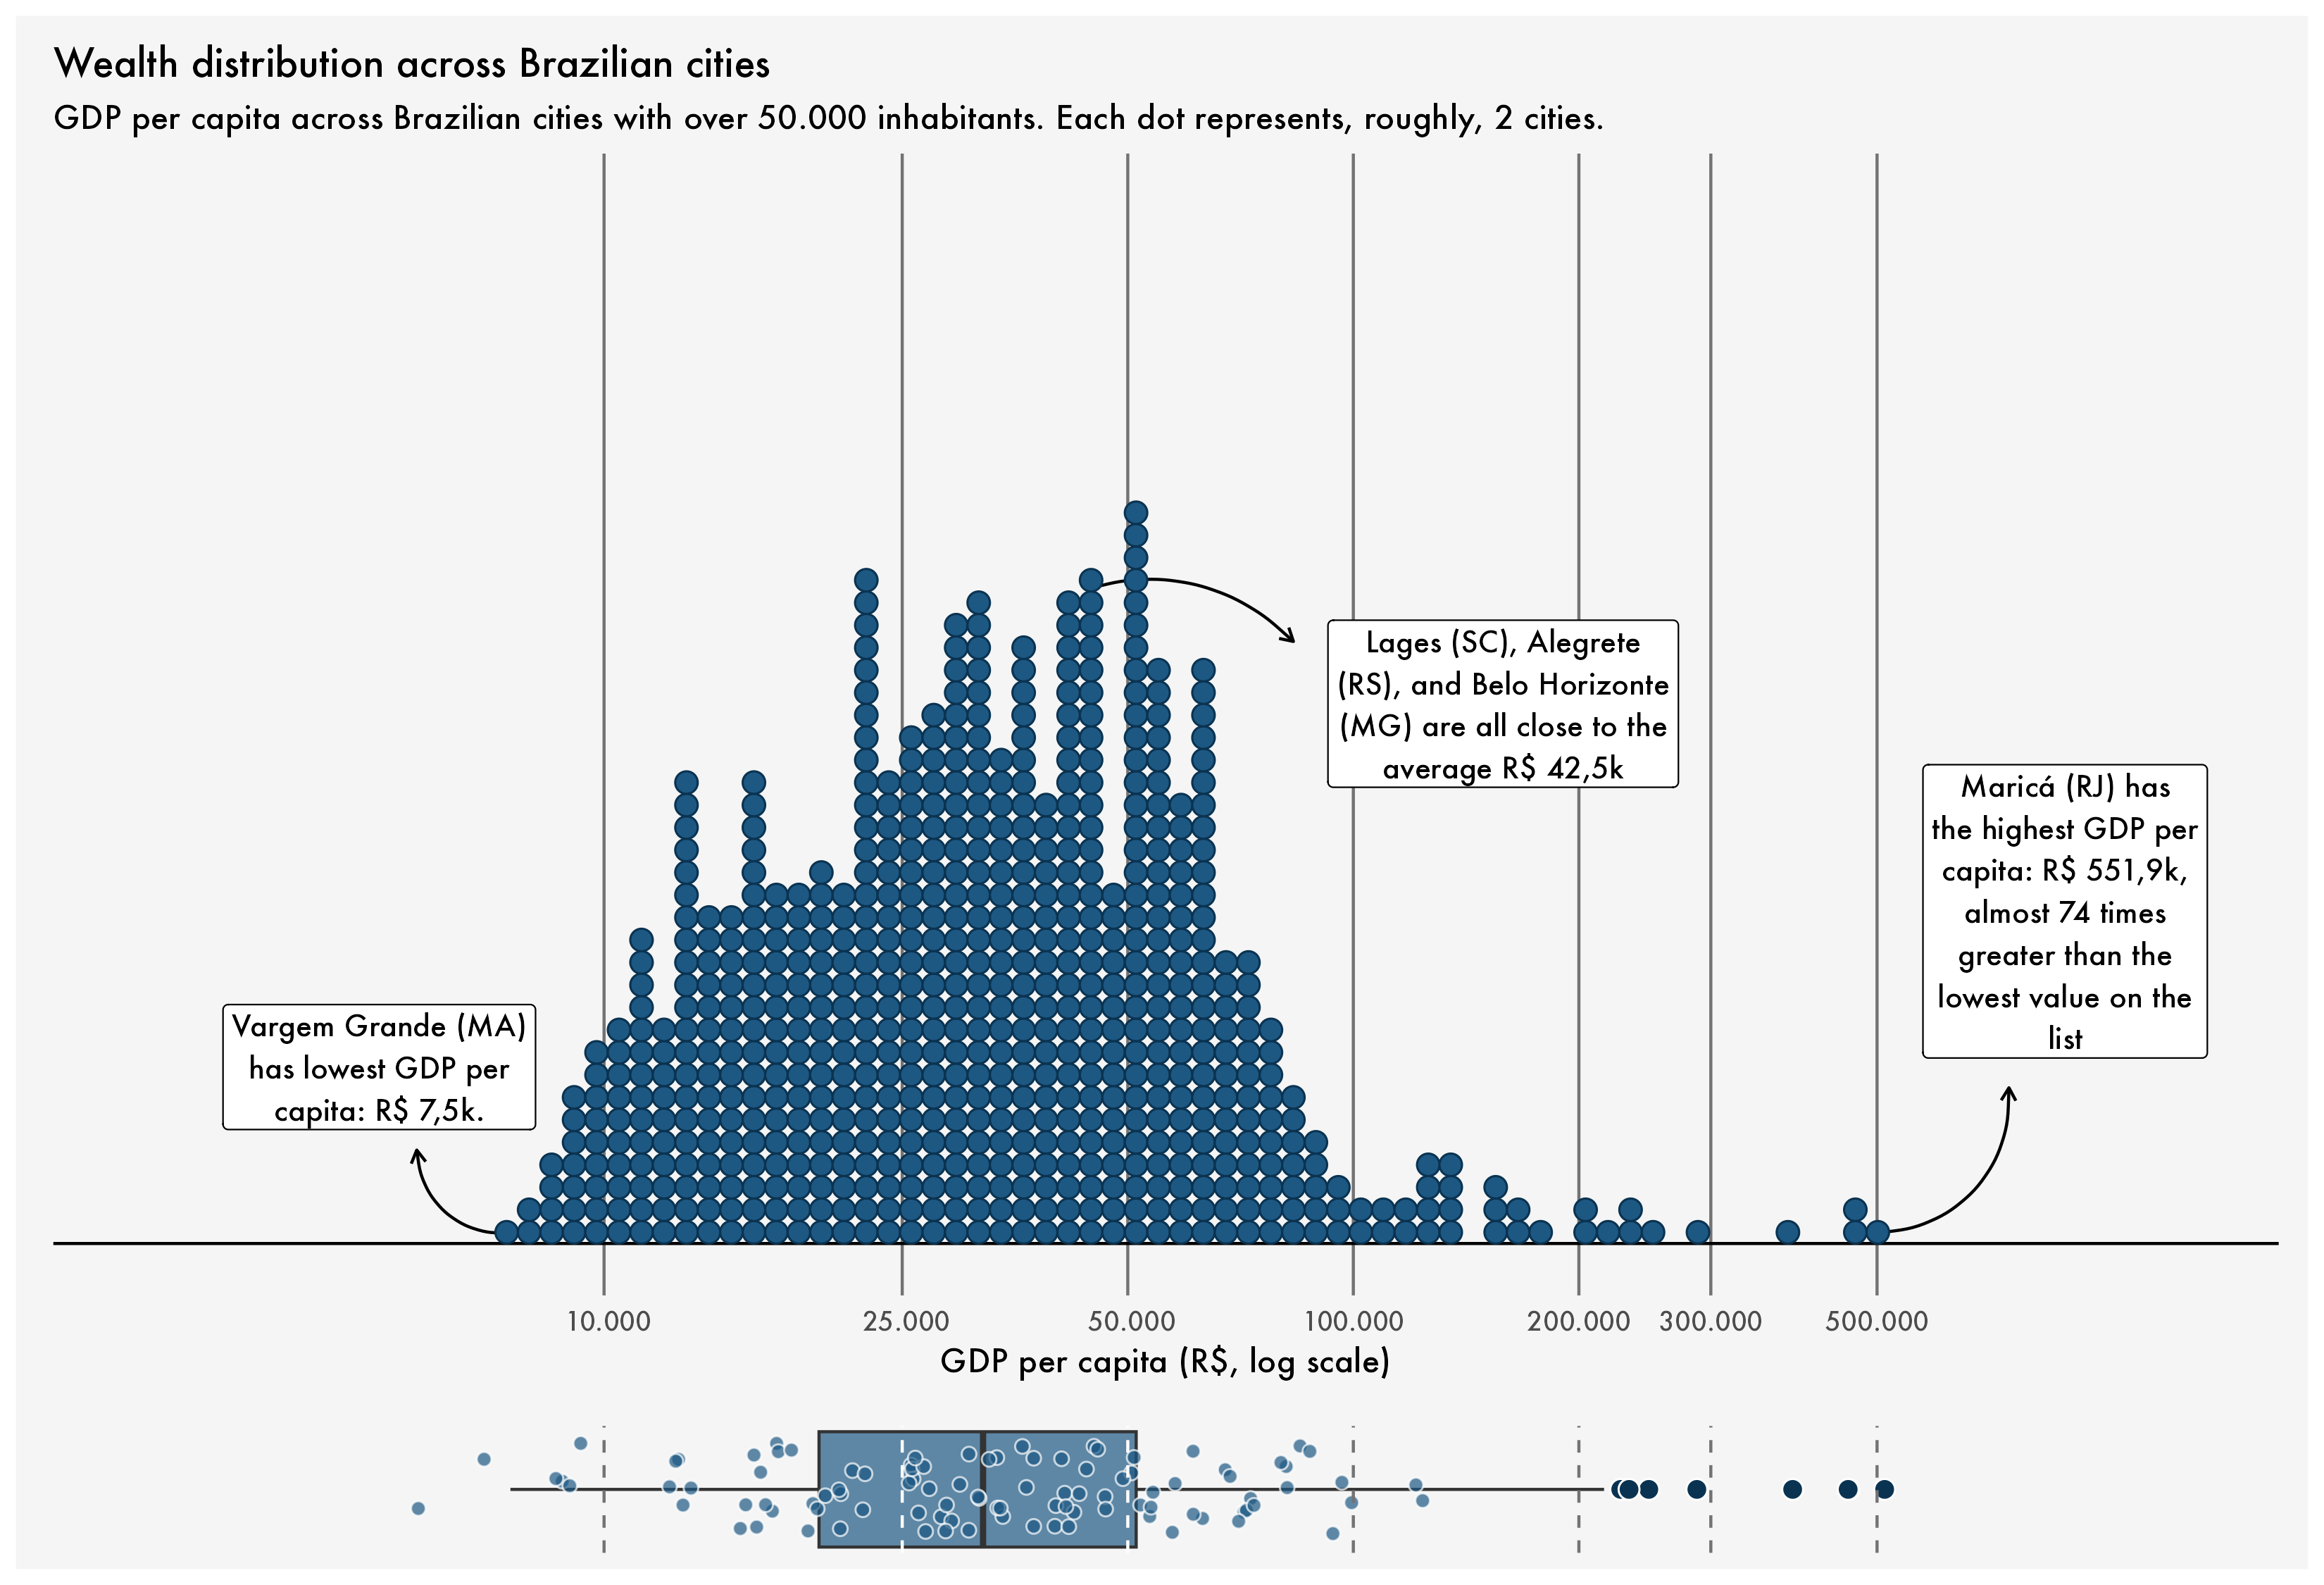 Wealth distribution across Brazilian cities
GDP per capita across Brazilian cities with over 50.000 inhabitants. Each dot represents, roughly, 2 cities.
Lages (SC), Alegrete
(RS), and Belo Horizonte
(MG) are all close to the
average R$ 42,5k
Maricá (RJ) has
the highest GDP per
capita: R$ 551,9k,
almost 74 times
greater than the
lowest value on the
list
Vargem Grande (MA)
has lowest GDP per
capita: R$ 7,5k.
10.000 25.000 50.000 100.000 200.000 300.000 500.000
GDP per capita (R$, log scale)